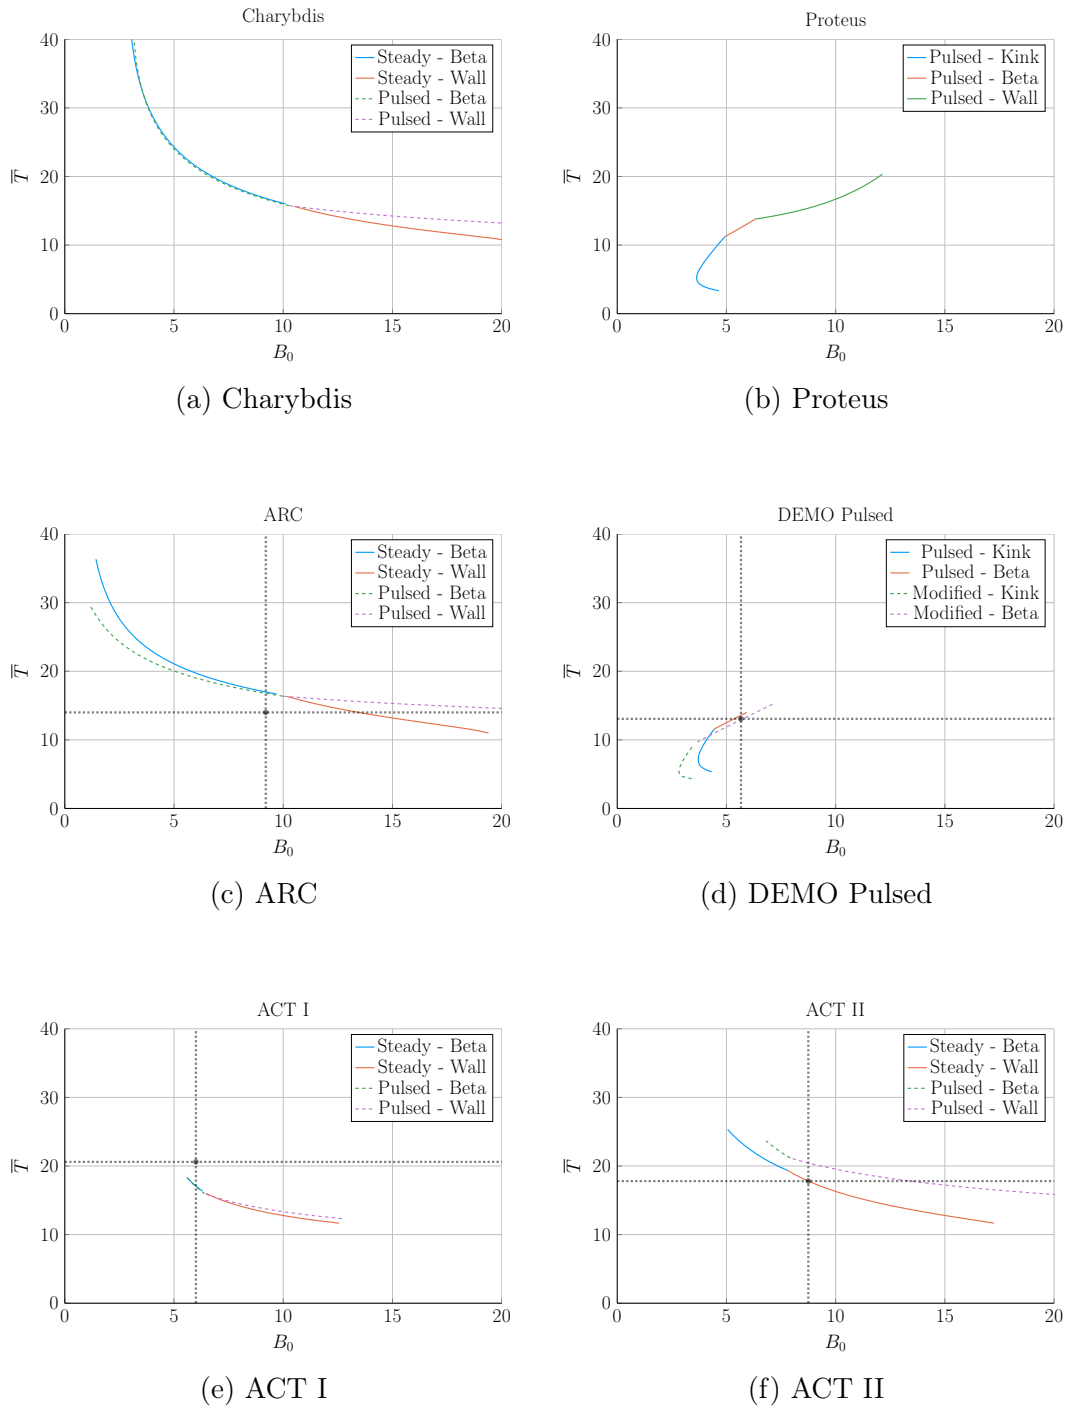 Charybdis
40
30
20
10
0
T̅
0 5 10 15 20
B₀
Steady - Beta
Steady - Wall
Pulsed - Beta
Pulsed - Wall
(a) Charybdis
Proteus
40
30
20
10
0
T̅
0 5 10 15 20
B₀
Pulsed - Kink
Pulsed - Beta
Pulsed - Wall
(b) Proteus
ARC
40
30
20
10
0
T̅
0 5 10 15 20
B₀
Steady - Beta
Steady - Wall
Pulsed - Beta
Pulsed - Wall
(c) ARC
DEMO Pulsed
40
30
20
10
0
T̅
0 5 10 15 20
B₀
Pulsed - Kink
Pulsed - Beta
Modified - Kink
Modified - Beta
(d) DEMO Pulsed
ACT I
40
30
20
10
0
T̅
0 5 10 15 20
B₀
Steady - Beta
Steady - Wall
Pulsed - Beta
Pulsed - Wall
(e) ACT I
ACT II
40
30
20
10
0
T̅
0 5 10 15 20
B₀
Steady - Beta
Steady - Wall
Pulsed - Beta
Pulsed - Wall
(f) ACT II